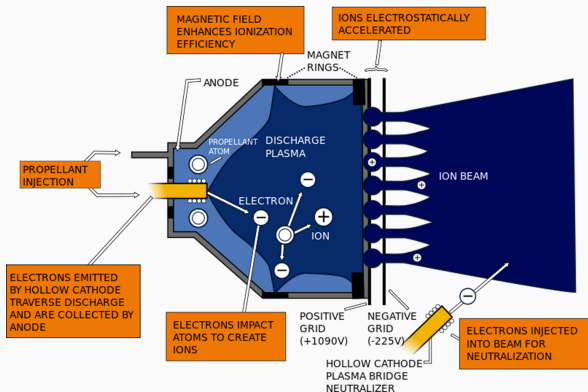 MAGNETIC FIELD
ENHANCES IONIZATION
EFFICIENCY
IONS ELECTROSTATICALLY
ACCELERATED
MAGNET
RINGS
ANODE
PROPELLANT
ATOM
DISCHARGE
PLASMA
PROPELLANT
INJECTION
ELECTRON
ION
ION BEAM
ELECTRONS EMITTED
BY HOLLOW CATHODE
TRAVERSE DISCHARGE
AND ARE COLLECTED BY
ANODE
ELECTRONS IMPACT
ATOMS TO CREATE
IONS
POSITIVE
GRID
(+1090V)
NEGATIVE
GRID
(-225V)
ELECTRONS INJECTED
INTO BEAM FOR
NEUTRALIZATION
HOLLOW CATHODE
PLASMA BRIDGE
NEUTRALIZER